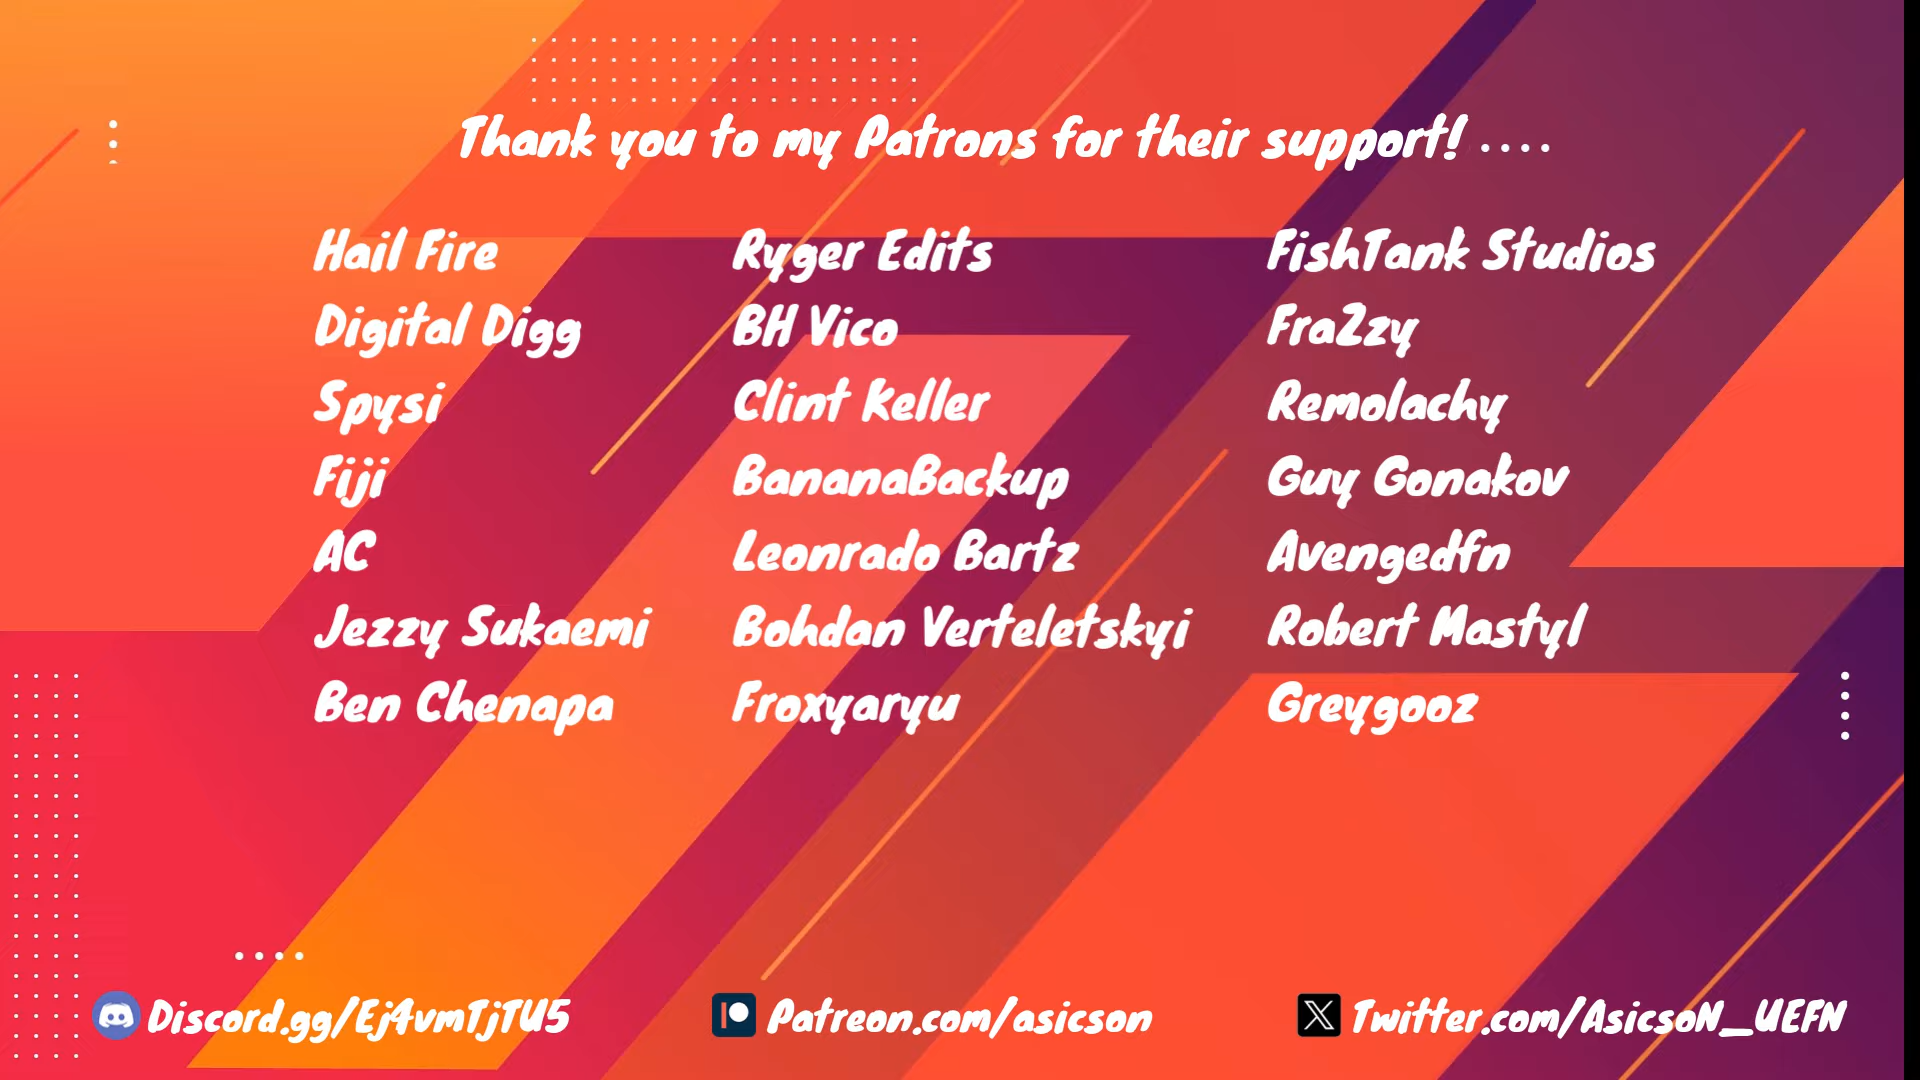 Thank you to my Patrons for their support!
Hail Fire
Digital Digg
Spysi
Fiji
AC
Jezzy Sukaemi
Ben Chenapa
Ryger Edits
BH Vico
Clint Keller
BananaBackup
Leonrado Bartz
Bohdan Verteletskyi
Froxyaryu
FishTank Studios
Fra2zy
Remolachy
Guy Gonakov
Avengedfn
Robert Mastyl
Greygooz
Discord.gg/Ej4vmTjTU5
Patreon.com/asicson
Twitter.com/AsicsoN_UEFN